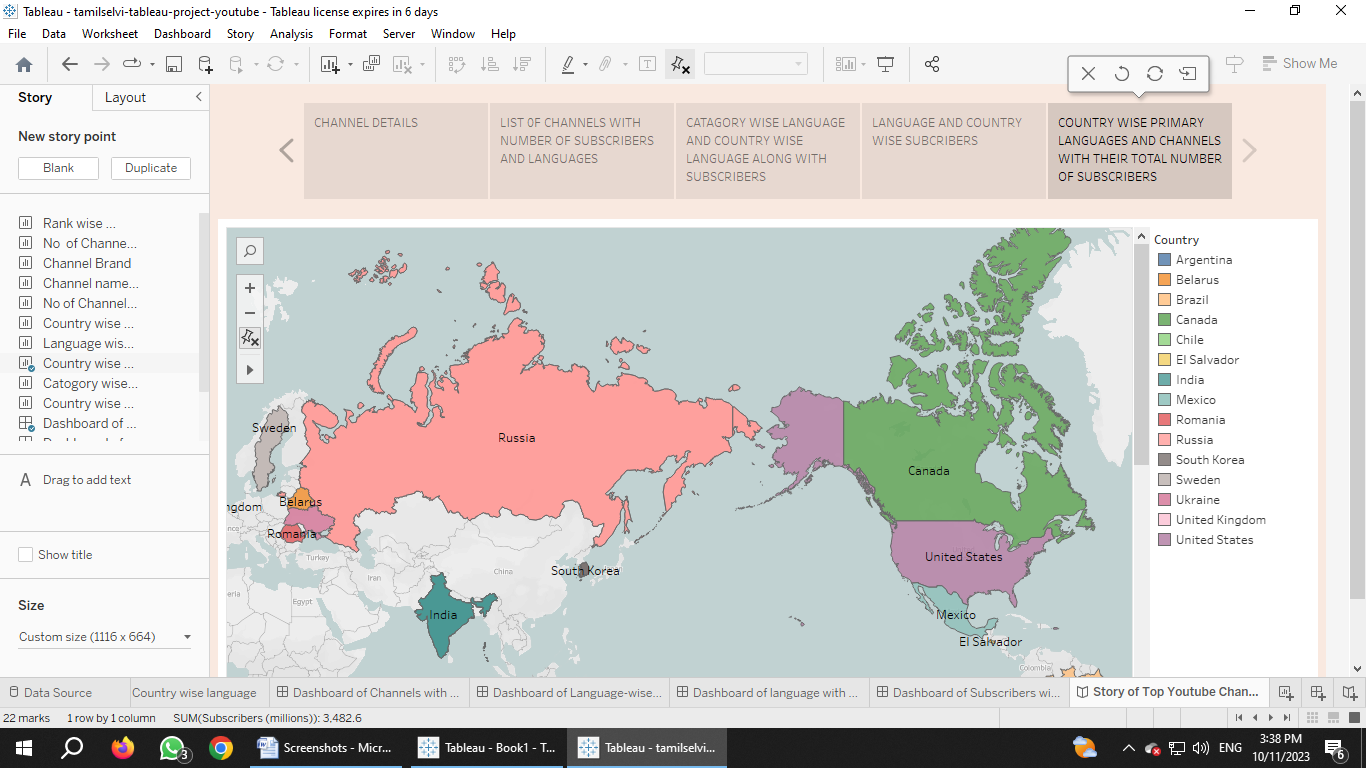 Tableau - tamilselvi-tableau-project-youtube - Tableau license expires in 6 days
File Data Worksheet Dashboard Story Analysis Format Server Window Help
Show Me
Story Layout
New story point
Blank Duplicate
Rank wise ...
No of Channe...
Channel Brand
Channel name...
No of Channel...
Country wise ...
Language wis...
Country wise ...
Catogory wise...
Country wise ...
Dashboard of ...
A Drag to add text
Show title
Size
Custom size (1116 x 664)
CHANNEL DETAILS
LIST 0F CHANNELS WITH
NUMBER OF SUBSCRIBERS
AND LANGUAGES
CATAGORY WISE LANGUAGE
AND COUNTRY WISE
LANGUAGE ALONG WITH
SUBSCRIBERS
LANGUAGE AND COUNTRY
WISE SUBCRIBERS
COUNTRY WISE PRIMARY
LANGUAGES AND CHANNELS
WITH THEIR TOTAL NUMBER
OF SUBSCRIBERS
Sweden
Russia
Canada
Belarus
ngdom
Romania
Turkey
United States
China
South Korea
Iran
Egypt
India
Mexico
El Salvador
Colombia
Country
Argentina
Belarus
Brazil
Canada
Chile
El Salvador
India
Mexico
Romania
Russia
South Korea
Sweden
Ukraine
United Kingdom
United States
Data Source
Country wise language
Dashboard of Channels with ...
Dashboard of Language-wise...
Dashboard of language with ...
Dashboard of Subscribers wi...
Story of Top Youtube Chan...
22 marks 1 row by 1 column SUM(Subscribers (millions)): 3,482.6
3
Screenshots - Micr...
Tableau - Book1 - T...
Tableau - tamilselvi...
ENG
3:38 PM
10/11/2023
6